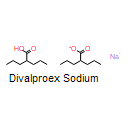 HO O ⁻O O
Na
Divalproex Sodium